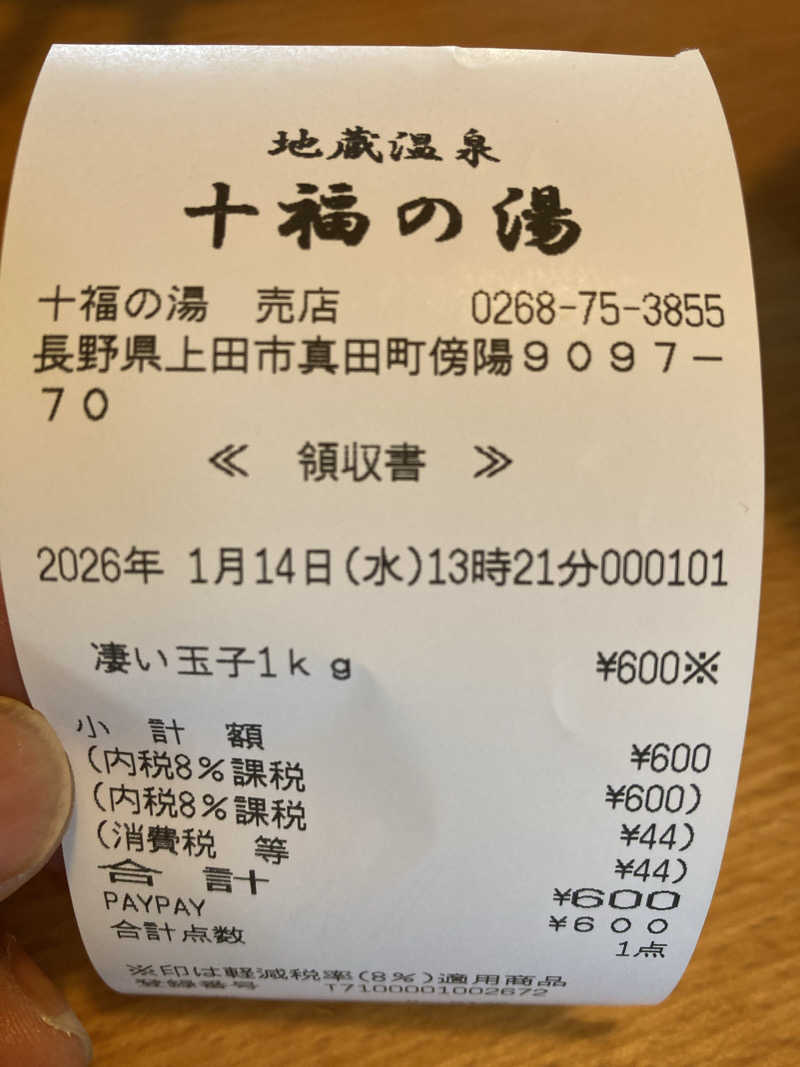 地蔵温泉
十福の湯
十福の湯 売店 0268-75-3855
長野県上田市真田町傍陽９０９７－
７０
≪ 領収書 ≫
2026年 1月14日(水)13時21分000101
凄い玉子1ｋｇ ¥600※
小 計 額 ¥600
(内税8%課税 ¥600)
(内税8%課税 ¥44)
(消費税 等 ¥44)
合 計 ¥600
PAYPAY ¥６００
合計点数 1点
※印は軽減税率(8%)適用商品
登録番号 T7100001002672